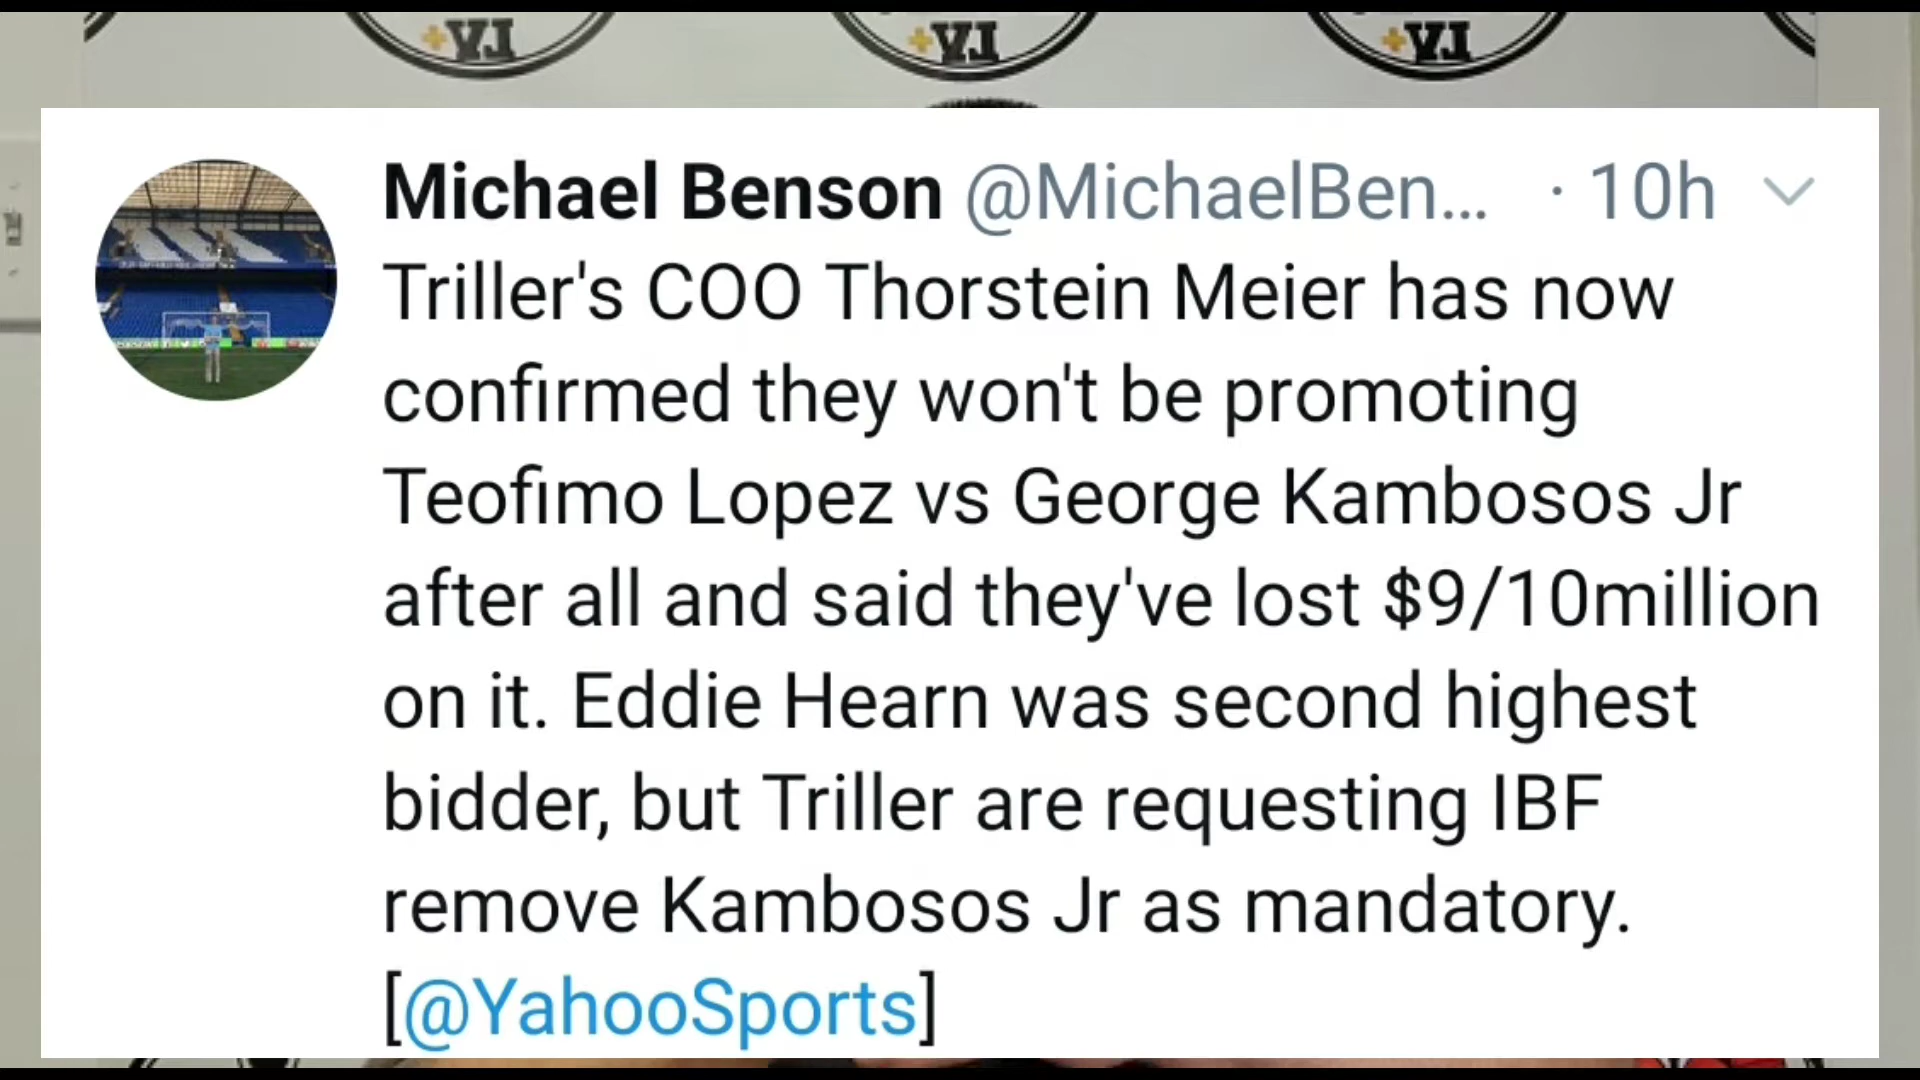 Michael Benson @MichaelBen... · 10h
Triller's COO Thorstein Meier has now
confirmed they won't be promoting
Teofimo Lopez vs George Kambosos Jr
after all and said they've lost $9/10million
on it. Eddie Hearn was second highest
bidder, but Triller are requesting IBF
remove Kambosos Jr as mandatory.
[@YahooSports]